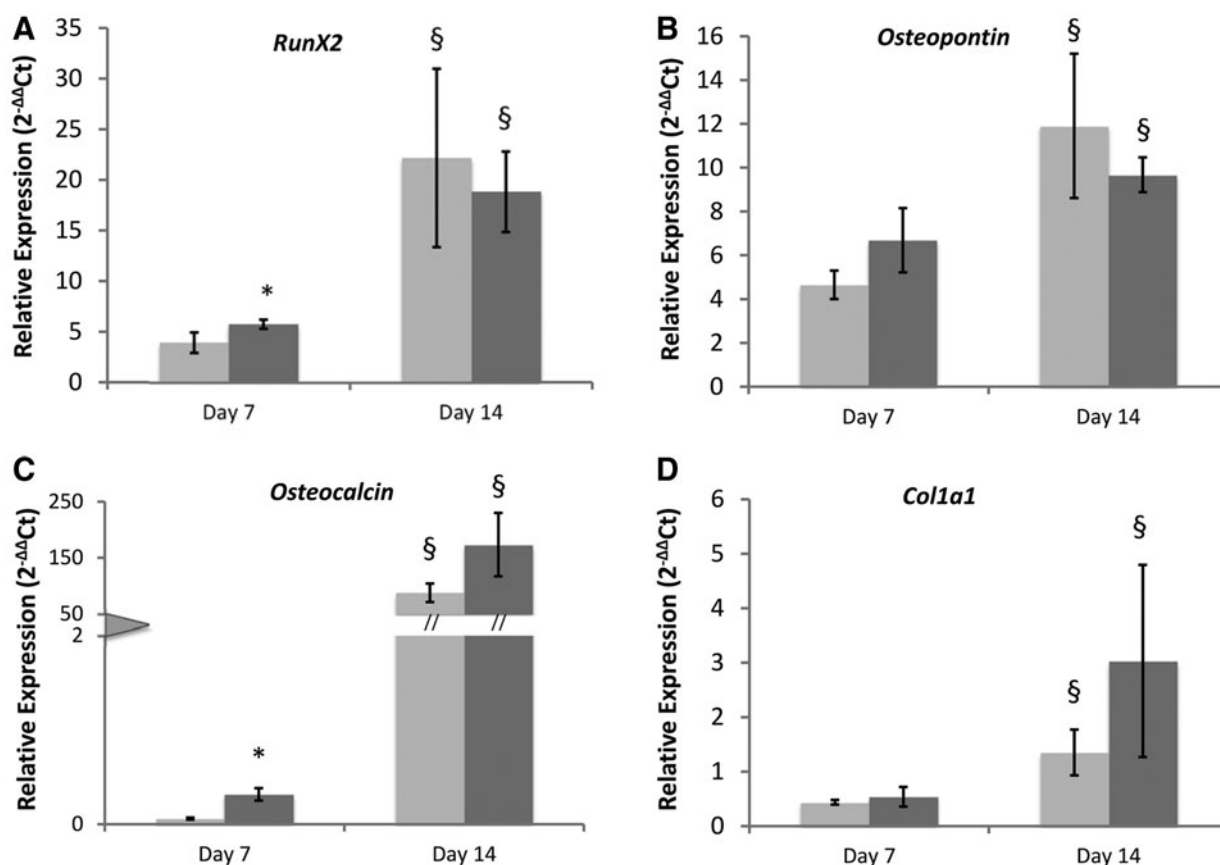 A
RunX2
Relative Expression (2-ΔΔCt)
35
30
25
20
15
10
5
0
§
§
*
Day 7
Day 14
B
Osteopontin
Relative Expression (2-ΔΔCt)
16
14
12
10
8
6
4
2
0
§
§
Day 7
Day 14
C
Osteocalcin
Relative Expression (2-ΔΔCt)
250
150
50
2
0
§
§
// //
*
Day 7
Day 14
D
Col1a1
Relative Expression (2-ΔΔCt)
6
5
4
3
2
1
0
§
§
Day 7
Day 14